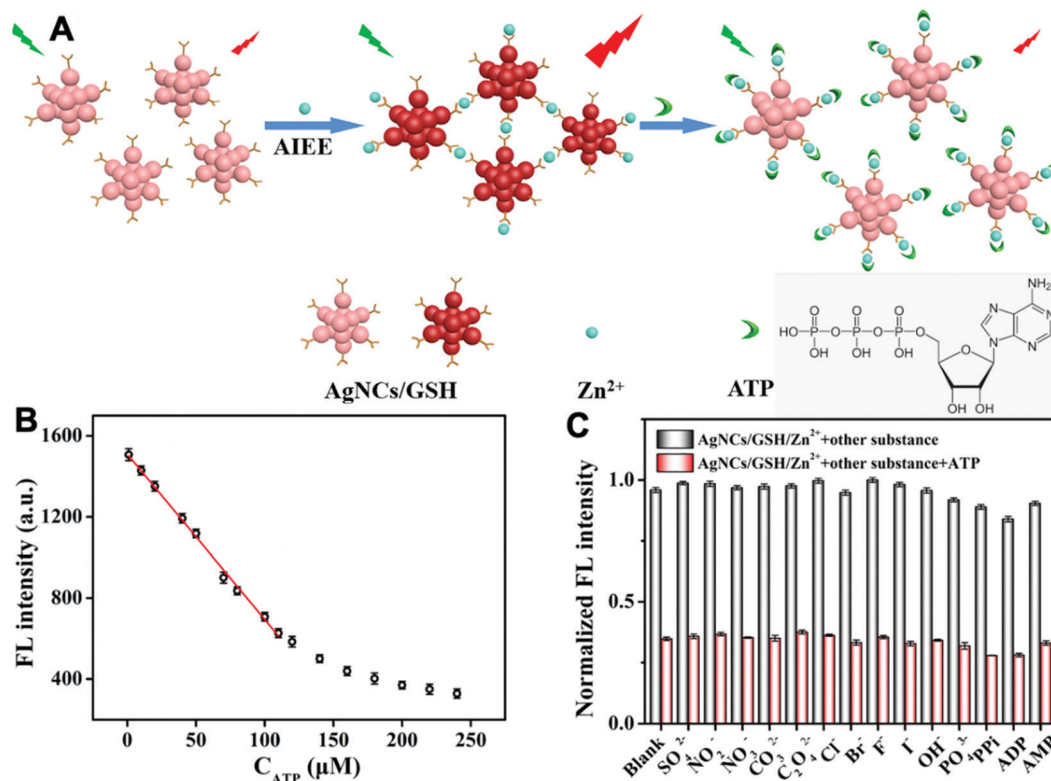 A
AIEE
AgNCs/GSH
Zn²⁺
ATP
NH₂
N
N
N
N
O
O
O
HO-P-O-P-O-P-O
OH
OH
OH
O
OH
OH
B
FL intensity (a.u.)
1600
1200
800
400
0
50
100
150
200
250
C_ATP (μM)
C
AgNCs/GSH/Zn²⁺+other substance
AgNCs/GSH/Zn²⁺+other substance+ATP
Normalized FL intensity
1.0
0.5
0.0
Blank
SO₄²⁻
NO₂⁻
NO₃⁻
CO₃²⁻
C₂O₄²⁻
Cl⁻
Br⁻
F⁻
I⁻
OH⁻
PO₄³⁻
PPi
ADP
AMP